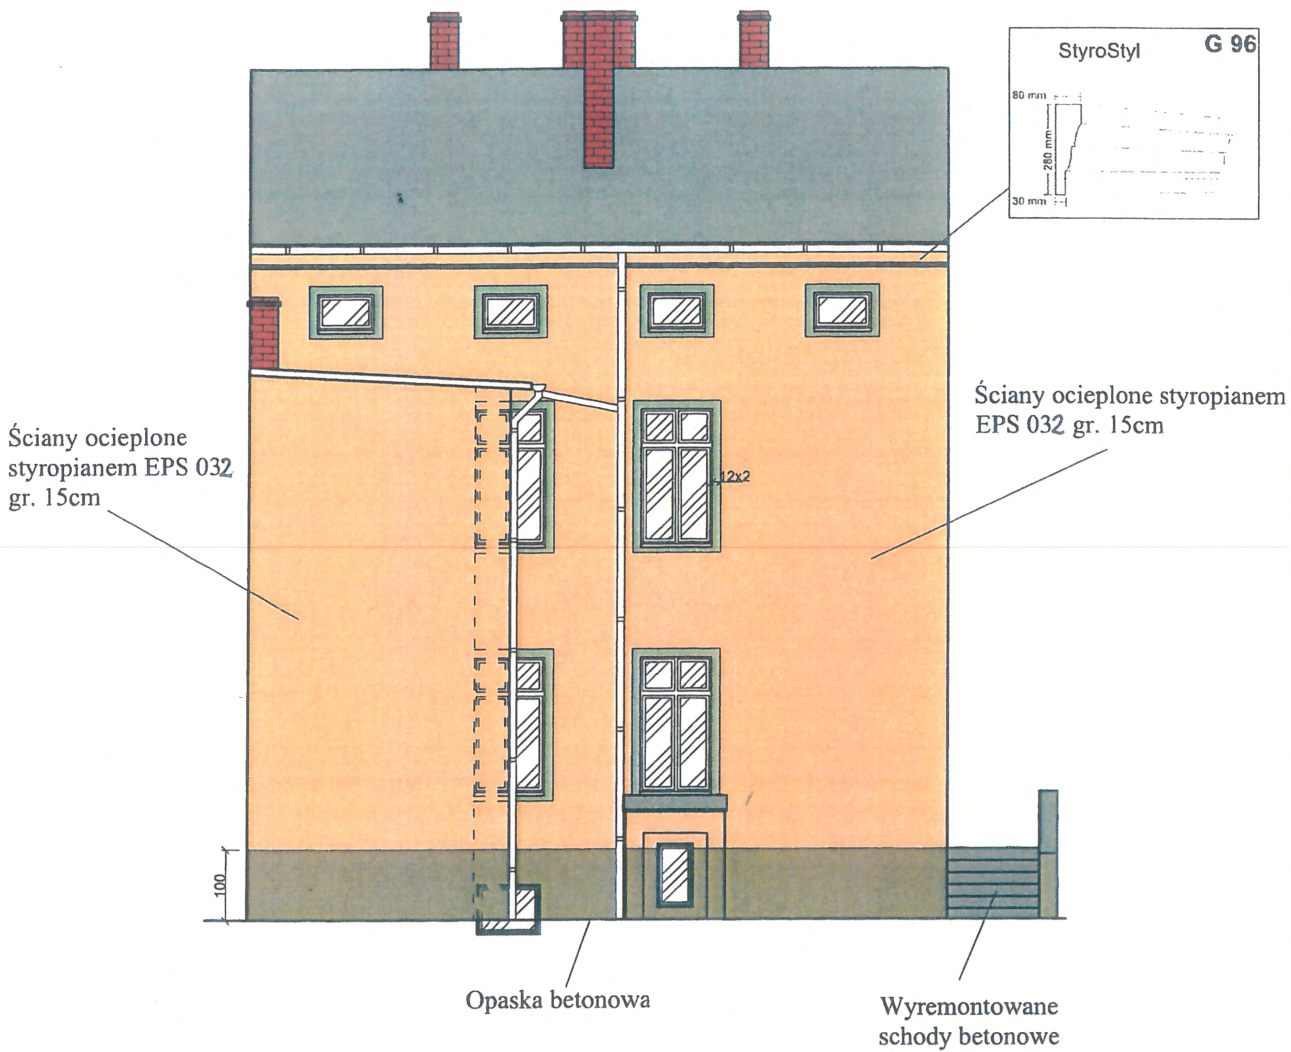 StyroStyl G 96
80 mm
280 mm
30 mm
Ściany ocieplone styropianem
EPS 032 gr. 15cm
Ściany ocieplone
styropianem EPS 032
gr. 15cm
12x2
100
Opaska betonowa
Wyremontowane
schody betonowe